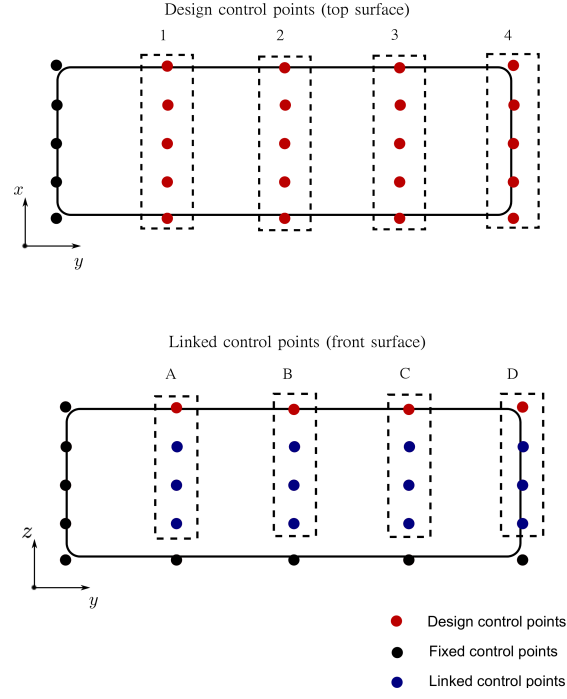 Design control points (top surface)
1 2 3 4
x
y
Linked control points (front surface)
A B C D
z
y
Design control points
Fixed control points
Linked control points